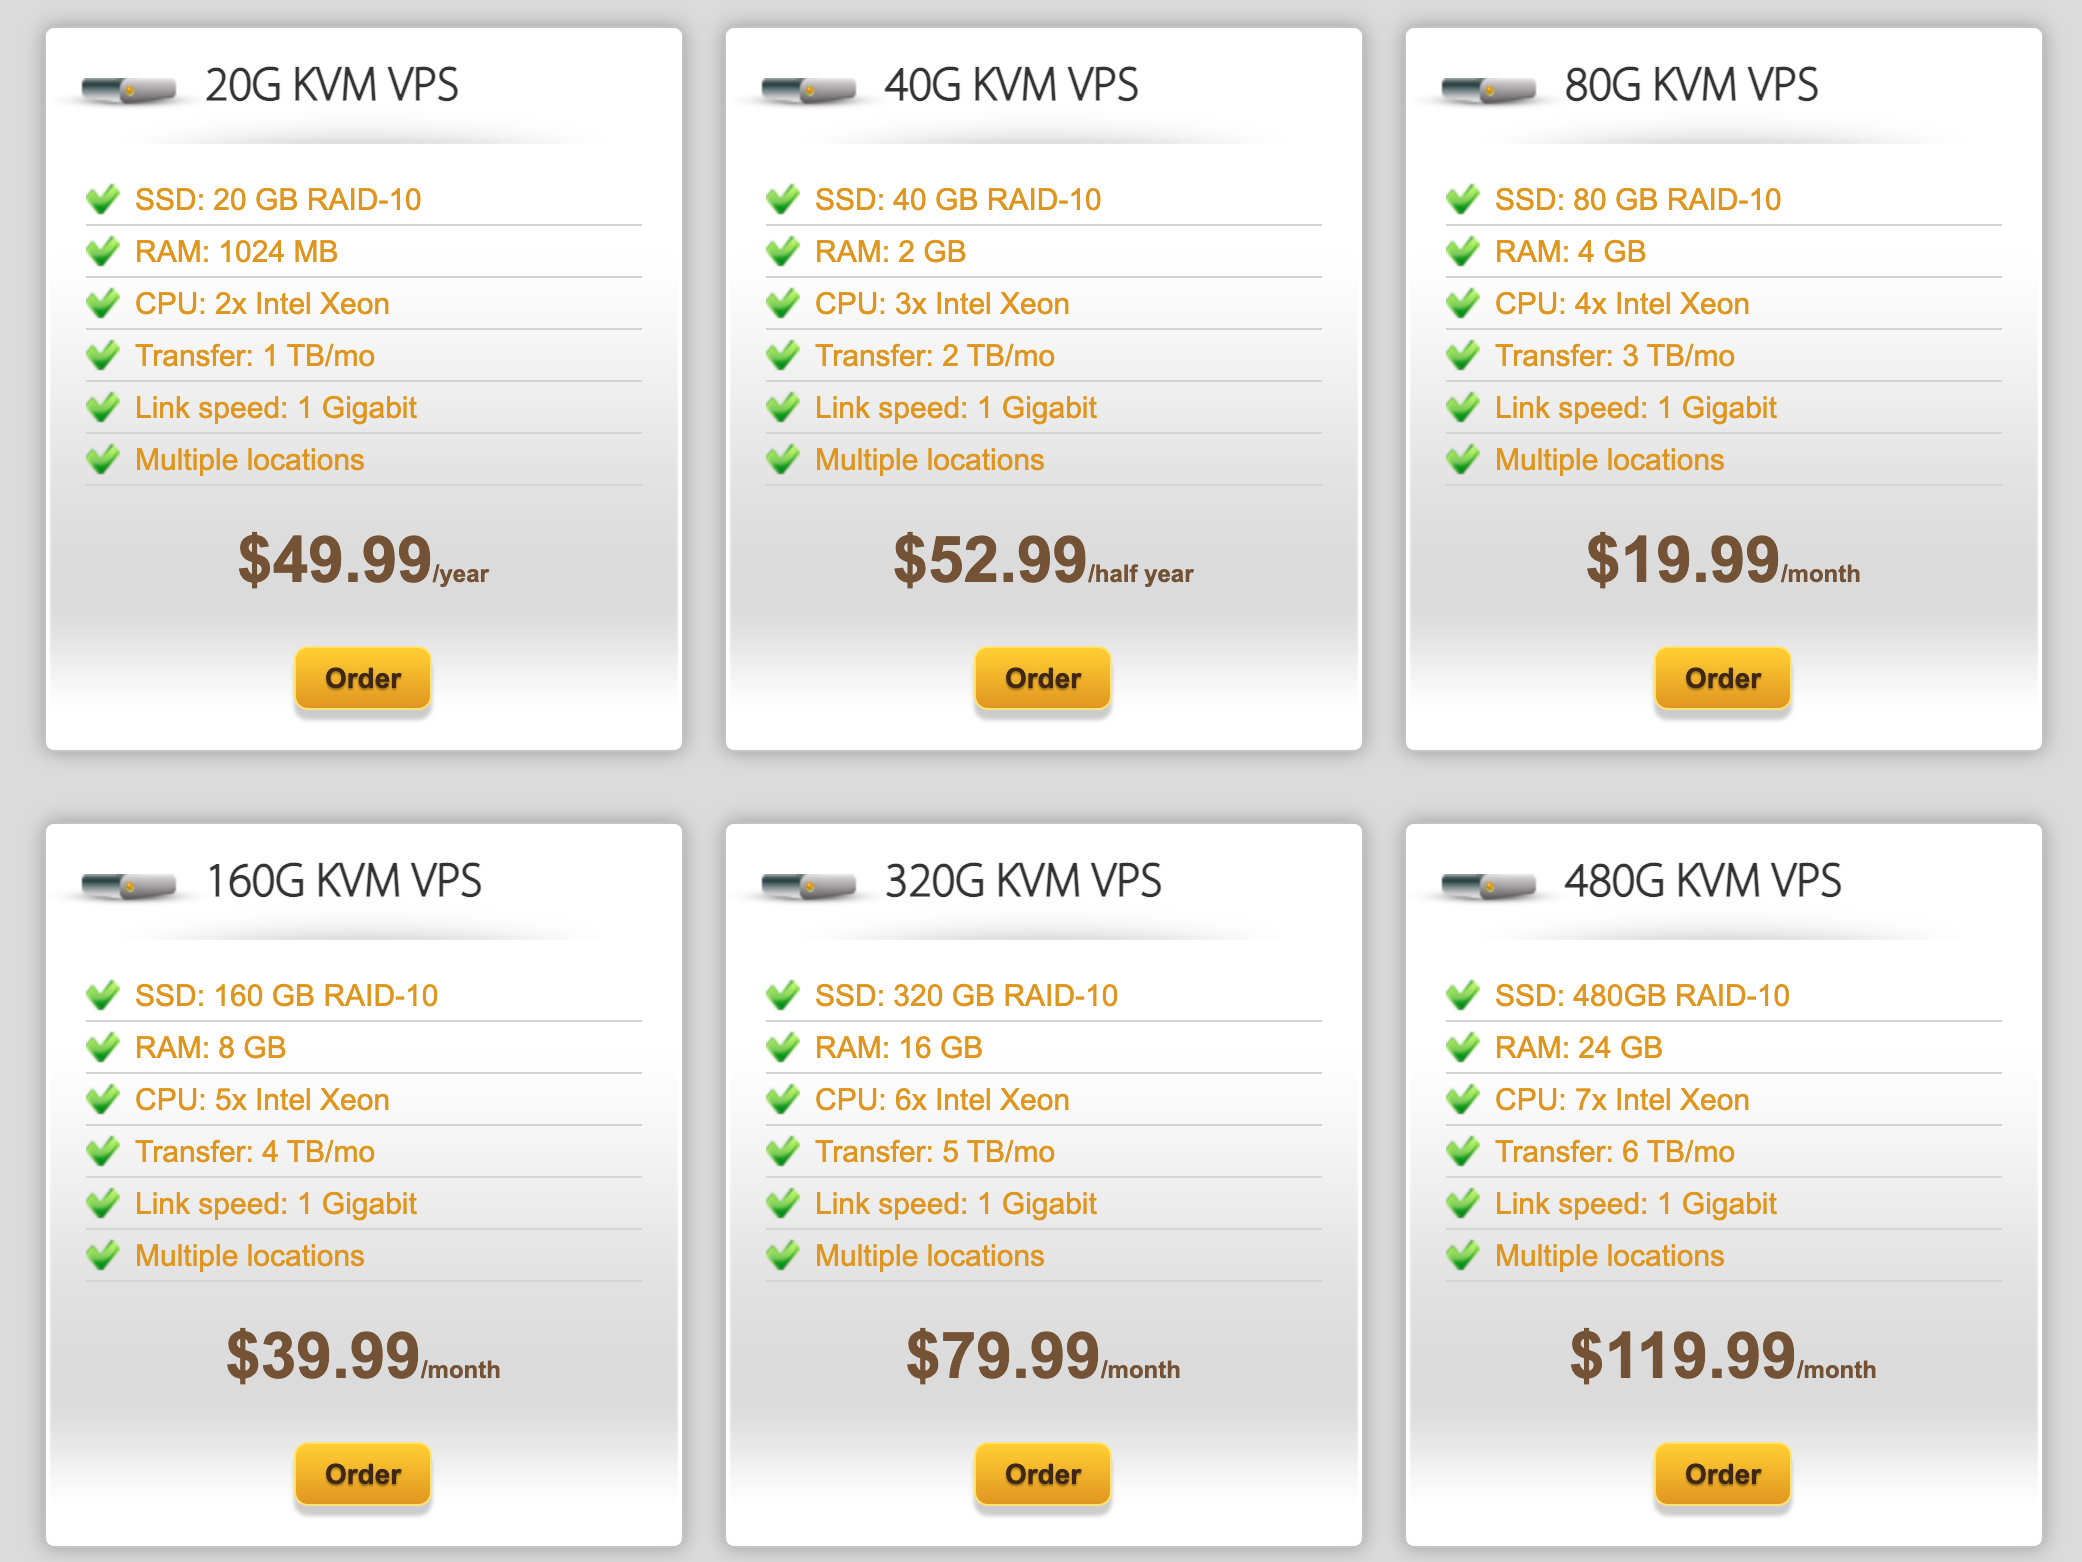 20G KVM VPS
SSD: 20 GB RAID-10
RAM: 1024 MB
CPU: 2x Intel Xeon
Transfer: 1 TB/mo
Link speed: 1 Gigabit
Multiple locations
$49.99/year
Order
40G KVM VPS
SSD: 40 GB RAID-10
RAM: 2 GB
CPU: 3x Intel Xeon
Transfer: 2 TB/mo
Link speed: 1 Gigabit
Multiple locations
$52.99/half year
Order
80G KVM VPS
SSD: 80 GB RAID-10
RAM: 4 GB
CPU: 4x Intel Xeon
Transfer: 3 TB/mo
Link speed: 1 Gigabit
Multiple locations
$19.99/month
Order
160G KVM VPS
SSD: 160 GB RAID-10
RAM: 8 GB
CPU: 5x Intel Xeon
Transfer: 4 TB/mo
Link speed: 1 Gigabit
Multiple locations
$39.99/month
Order
320G KVM VPS
SSD: 320 GB RAID-10
RAM: 16 GB
CPU: 6x Intel Xeon
Transfer: 5 TB/mo
Link speed: 1 Gigabit
Multiple locations
$79.99/month
Order
480G KVM VPS
SSD: 480GB RAID-10
RAM: 24 GB
CPU: 7x Intel Xeon
Transfer: 6 TB/mo
Link speed: 1 Gigabit
Multiple locations
$119.99/month
Order